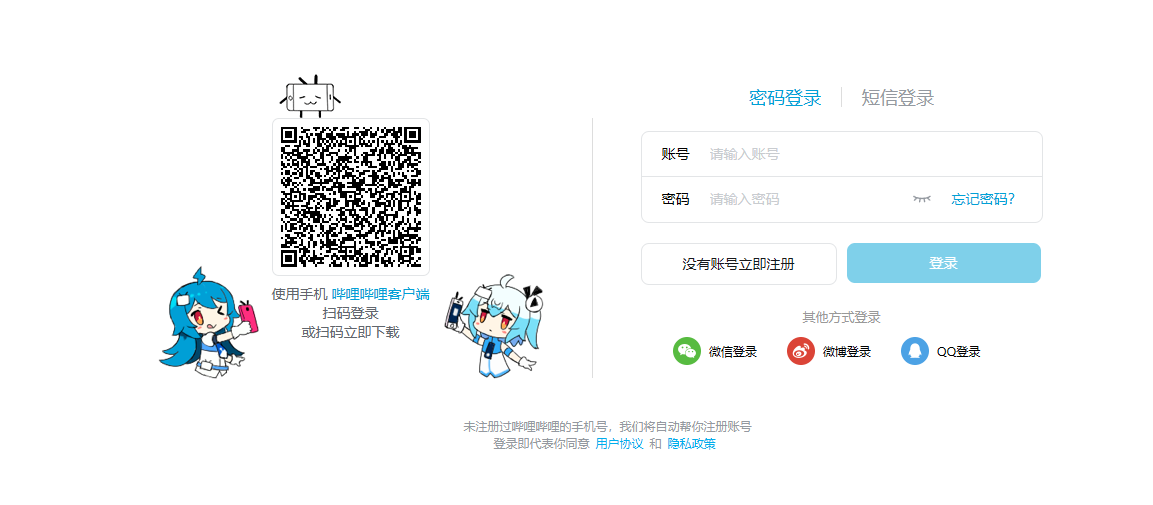 使用手机 哔哩哔哩客户端
扫码登录
或扫码立即下载
密码登录 短信登录
账号 请输入账号
密码 请输入密码 忘记密码?
没有账号立即注册 登录
其他方式登录
微信登录 微博登录 QQ登录
未注册过哔哩哔哩的手机号，我们将自动帮你注册账号
登录即代表你同意 用户协议 和 隐私政策